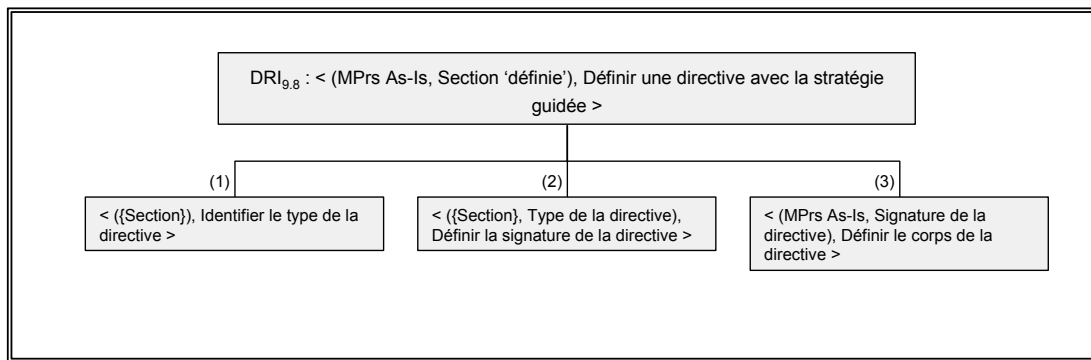 DRI9.8 : < (MPrs As-Is, Section ‘définie’), Définir une directive avec la stratégie
guidée >
(1)
(2)
(3)
< ({Section}), Identifier le type de la
directive >
< ({Section}, Type de la directive),
Définir la signature de la directive >
< (MPrs As-Is, Signature de la
directive), Définir le corps de la
directive >